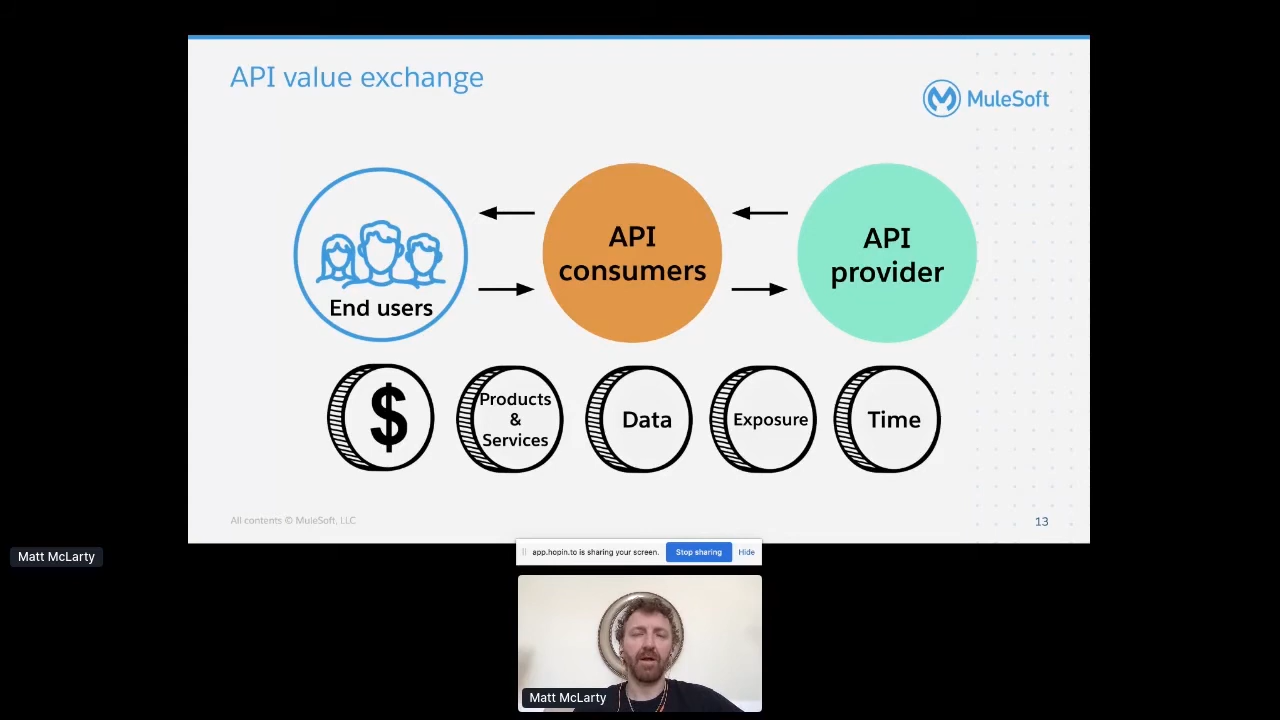 API value exchange
MuleSoft
End users
API
consumers
API
provider
$
Products
&
Services
Data
Exposure
Time
All contents © MuleSoft, LLC
13
Matt McLarty
app.hopin.to is sharing your screen.
Stop sharing
Hide
Matt McLarty